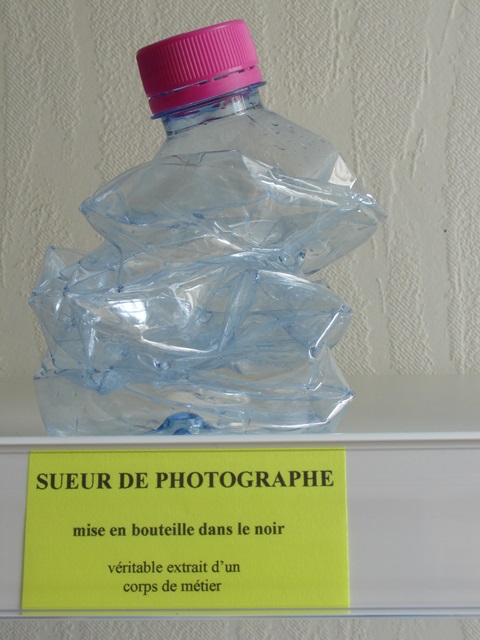 SUEUR DE PHOTOGRAPHE
mise en bouteille dans le noir
véritable extrait d'un
corps de métier